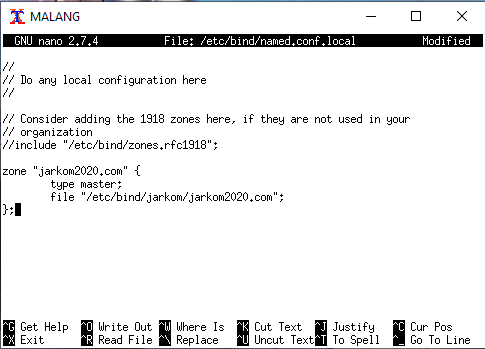 MALANG
GNU nano 2.7.4 File: /etc/bind/named.conf.local Modified
//
// Do any local configuration here
//
// Consider adding the 1918 zones here, if they are not used in your
// organization
//include "/etc/bind/zones.rfc1918";
zone "jarkom2020.com" {
        type master;
        file "/etc/bind/jarkom/jarkom2020.com";
};
^G Get Help ^O Write Out ^W Where Is ^K Cut Text ^J Justify ^C Cur Pos
^X Exit ^R Read File ^\ Replace ^U Uncut Text ^T To Spell ^_ Go To Line